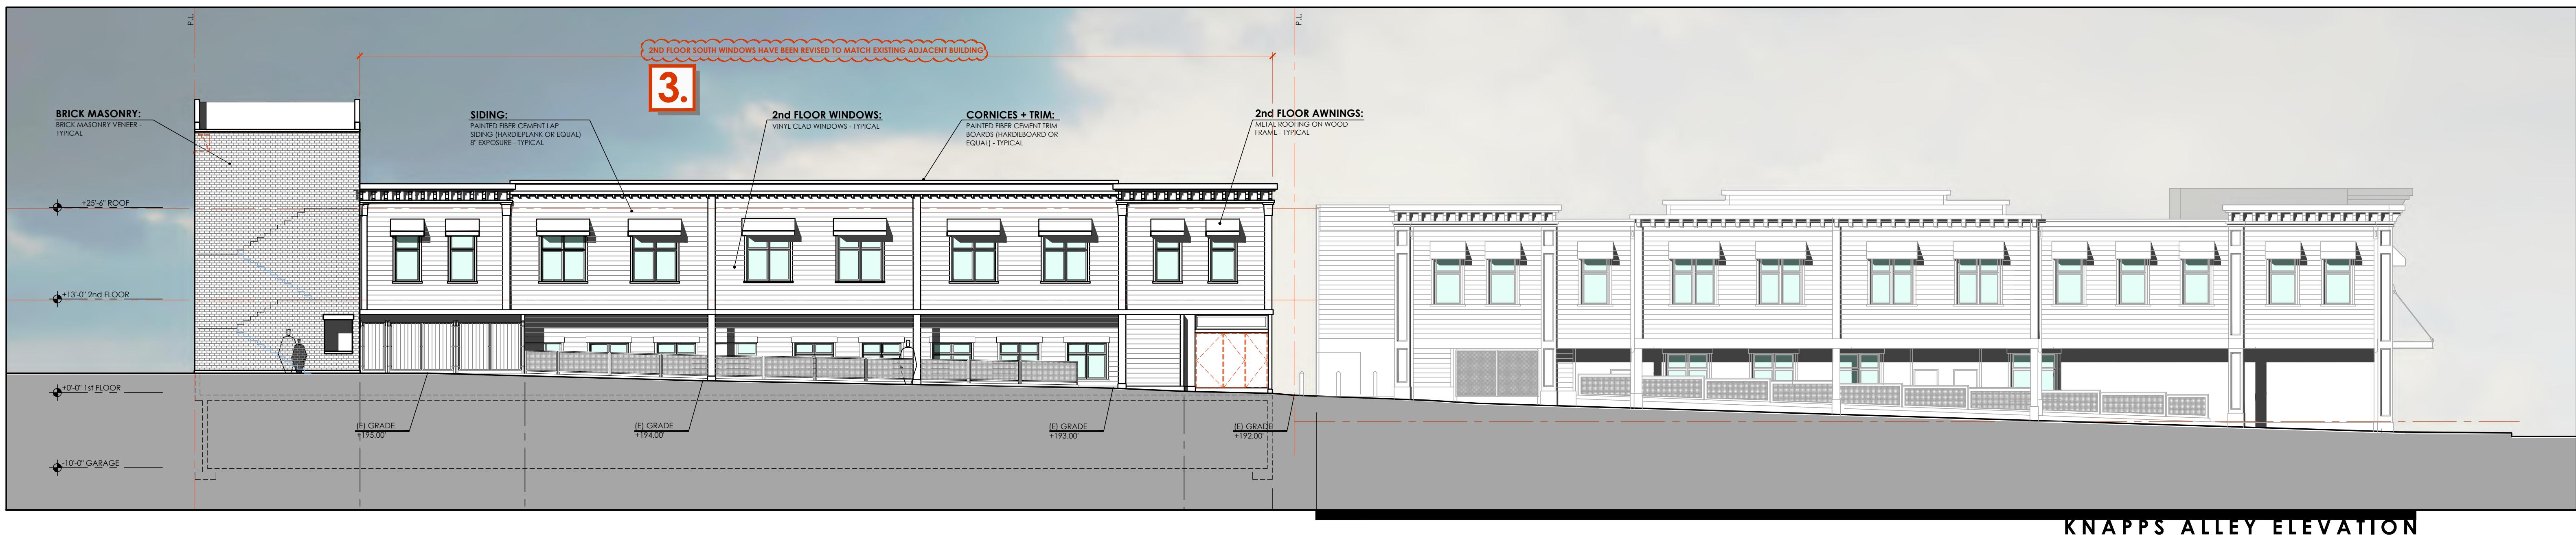 P.L.
P.L.
2ND FLOOR SOUTH WINDOWS HAVE BEEN REVISED TO MATCH EXISTING ADJACENT BUILDING
3.
BRICK MASONRY:
BRICK MASONRY VENEER -
TYPICAL
SIDING:
PAINTED FIBER CEMENT LAP
SIDING (HARDIEPLANK OR EQUAL)
8" EXPOSURE - TYPICAL
2nd FLOOR WINDOWS:
VINYL CLAD WINDOWS - TYPICAL
CORNICES + TRIM:
PAINTED FIBER CEMENT TRIM
BOARDS (HARDIEBOARD OR
EQUAL) - TYPICAL
2nd FLOOR AWNINGS:
METAL ROOFING ON WOOD
FRAME - TYPICAL
+25'-6" ROOF
+13'-0" 2nd FLOOR
+0'-0" 1st FLOOR
-10'-0" GARAGE
(E) GRADE
+195.00'
(E) GRADE
+194.00'
(E) GRADE
+193.00'
(E) GRADE
+192.00'
KNAPPS ALLEY ELEVATION